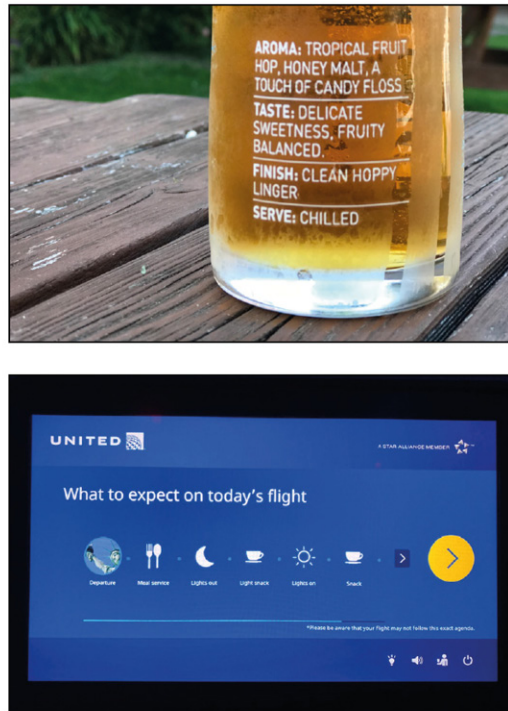 AROMA: TROPICAL FRUIT
HOP, HONEY MALT, A
TOUCH OF CANDY FLOSS
TASTE: DELICATE
SWEETNESS, FRUITY
BALANCED.
FINISH: CLEAN HOPPY
LINGER
SERVE: CHILLED
UNITED
A STAR ALLIANCE MEMBER
What to expect on today's flight
Departure Meal service Lights out Light snack Lights on Snack
*Please be aware that your flight may not follow this exact agenda.